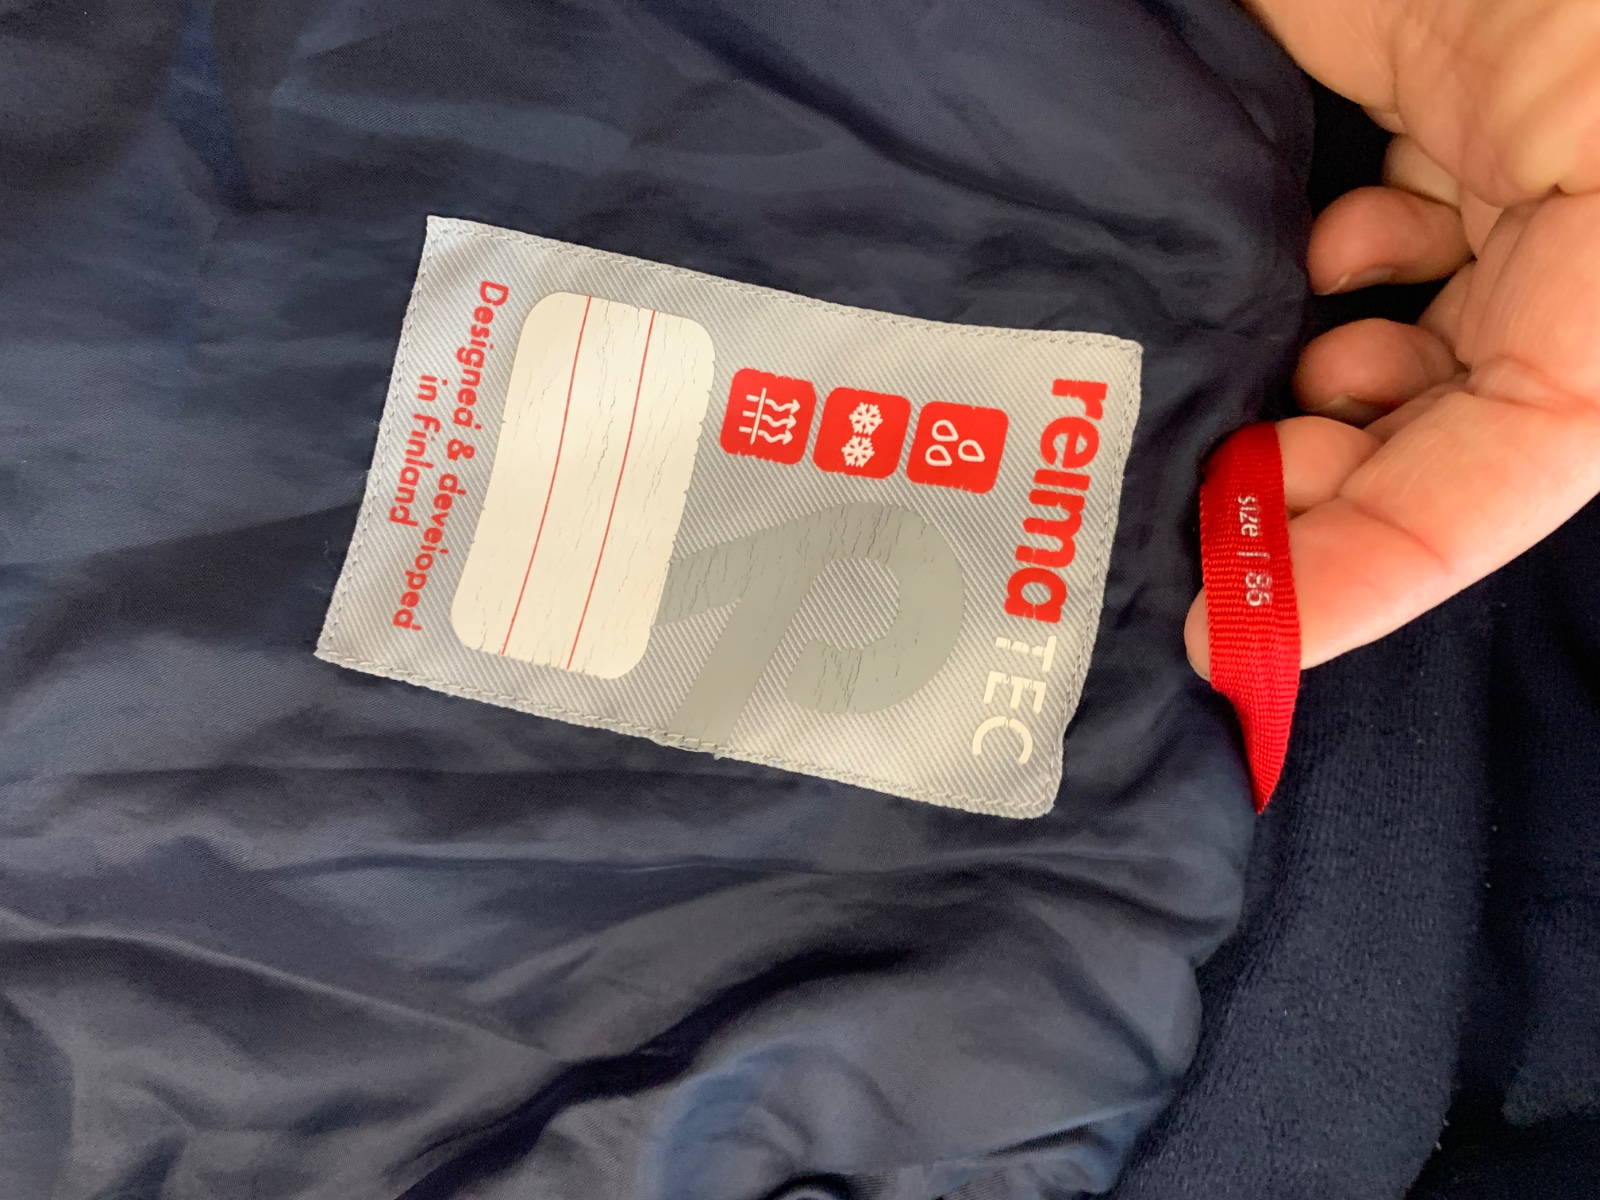 reima
TEC
Designed & developed
in Finland
size | 86